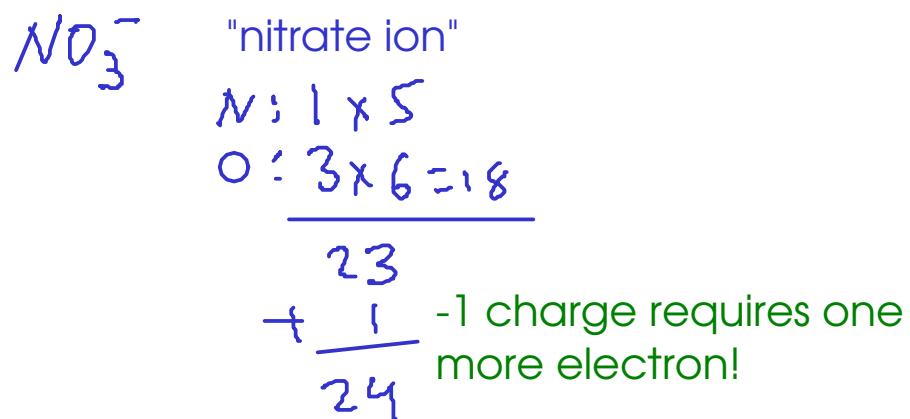 NO₃⁻ "nitrate ion"
N: 1 x 5
O: 3 x 6 = 18
23
+ 1 -1 charge requires one
more electron!
24